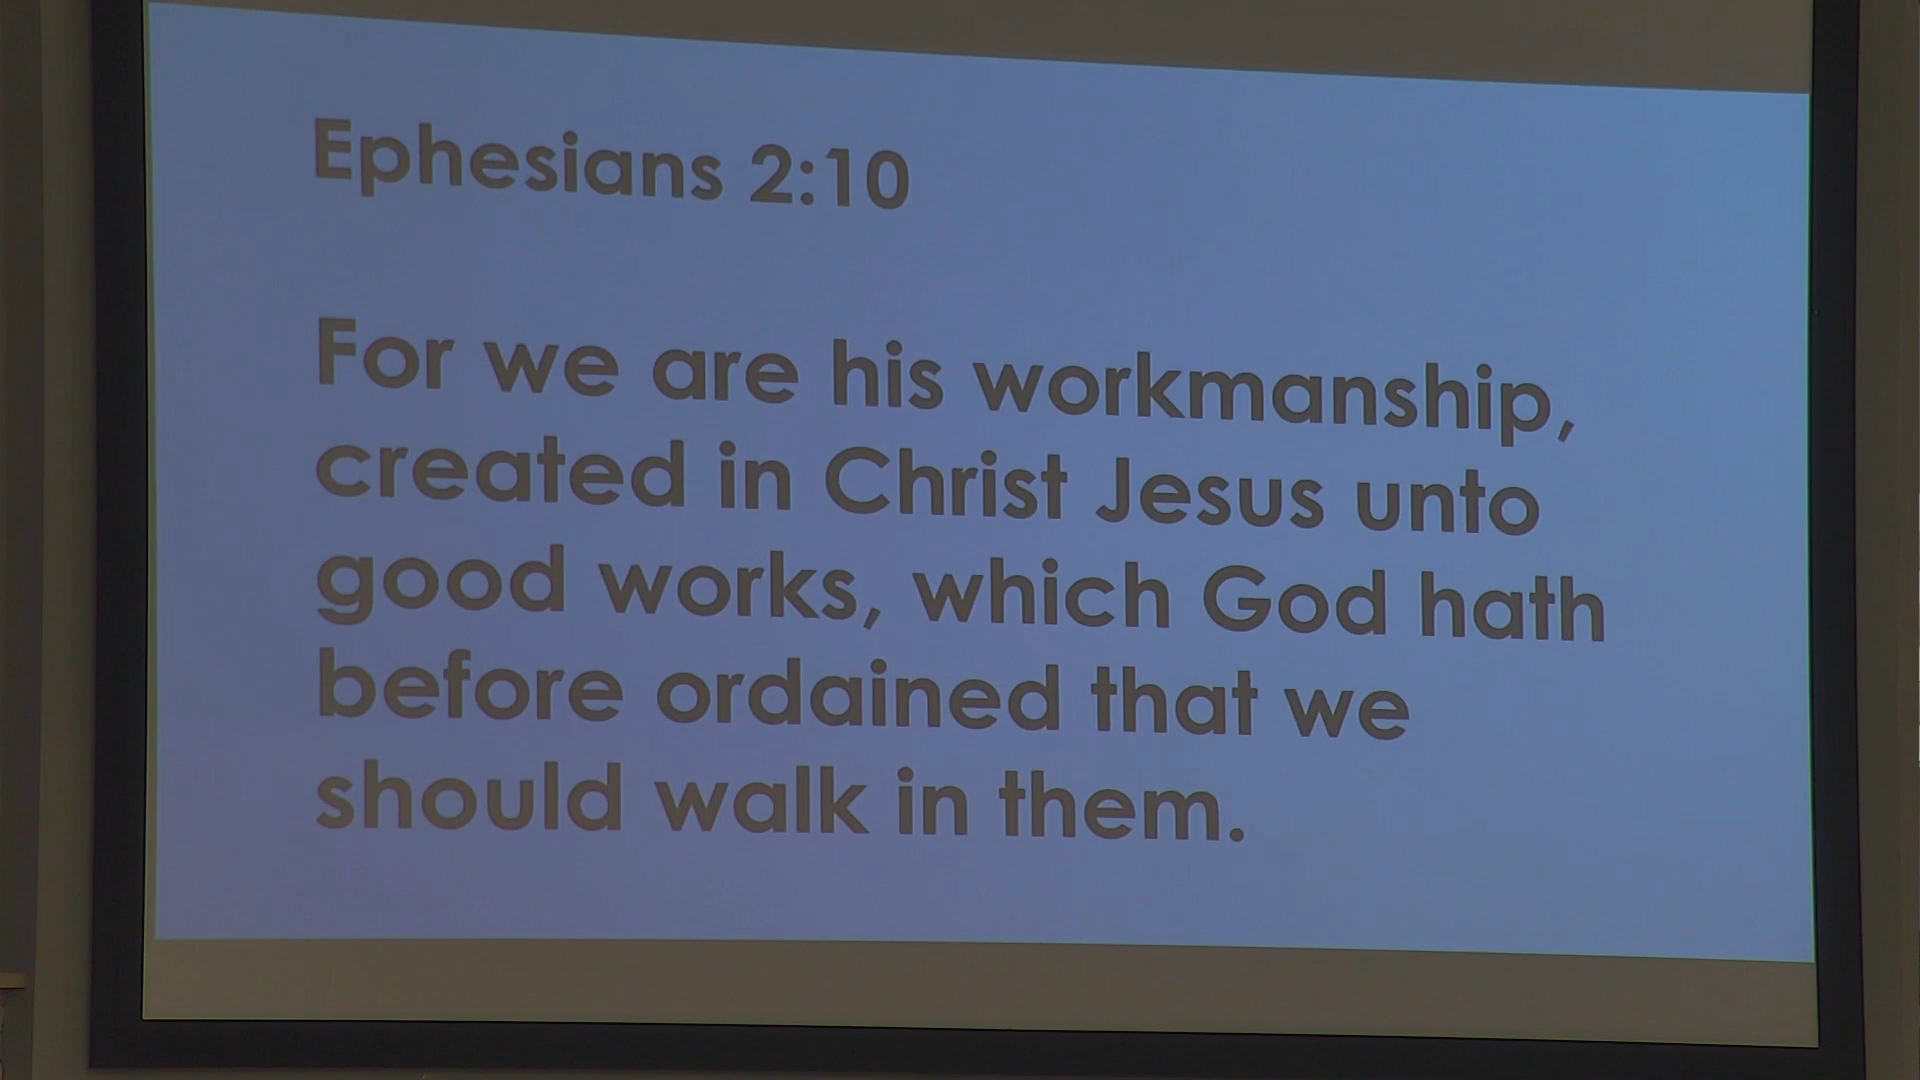 Ephesians 2:10
For we are his workmanship,
created in Christ Jesus unto
good works, which God hath
before ordained that we
should walk in them.